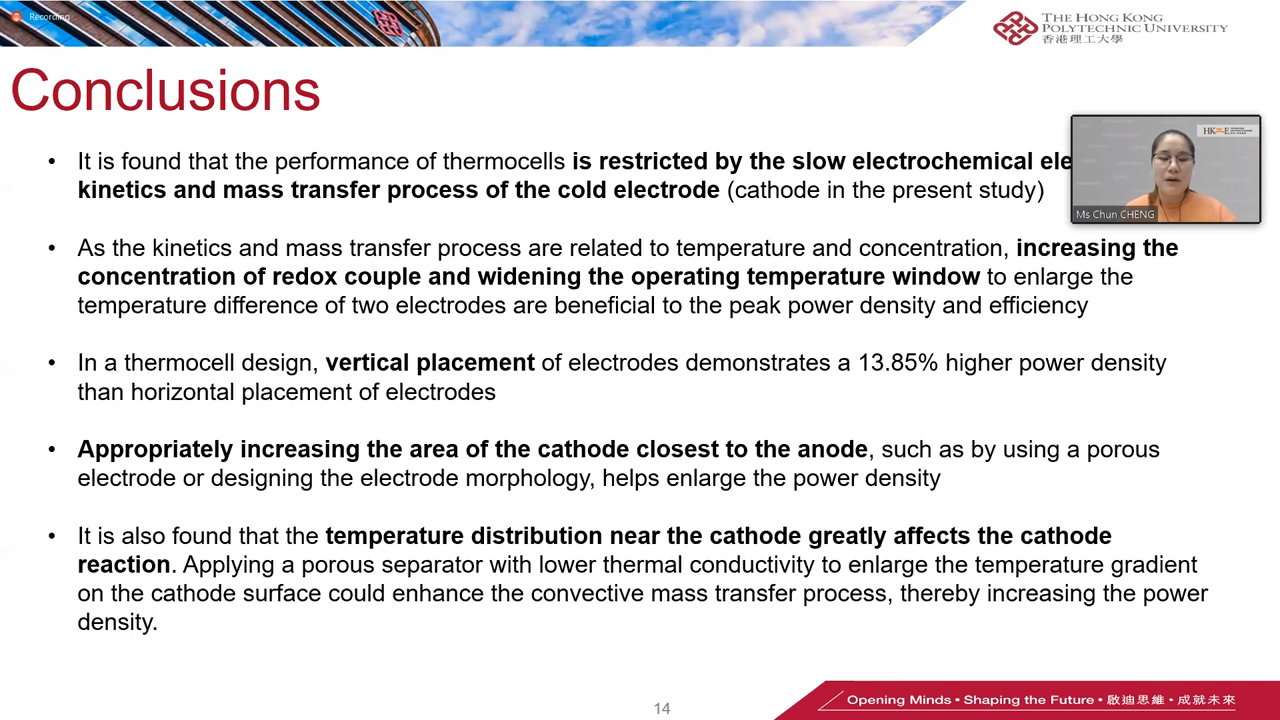 Recording
THE HONG KONG
POLYTECHNIC UNIVERSITY
香港理工大學
Conclusions
• It is found that the performance of thermocells is restricted by the slow electrochemical ele
kinetics and mass transfer process of the cold electrode (cathode in the present study)
Ms Chun CHENG
• As the kinetics and mass transfer process are related to temperature and concentration, increasing the
concentration of redox couple and widening the operating temperature window to enlarge the
temperature difference of two electrodes are beneficial to the peak power density and efficiency
• In a thermocell design, vertical placement of electrodes demonstrates a 13.85% higher power density
than horizontal placement of electrodes
• Appropriately increasing the area of the cathode closest to the anode, such as by using a porous
electrode or designing the electrode morphology, helps enlarge the power density
• It is also found that the temperature distribution near the cathode greatly affects the cathode
reaction. Applying a porous separator with lower thermal conductivity to enlarge the temperature gradient
on the cathode surface could enhance the convective mass transfer process, thereby increasing the power
density.
14
Opening Minds • Shaping the Future • 啟迪思維 • 成就未來